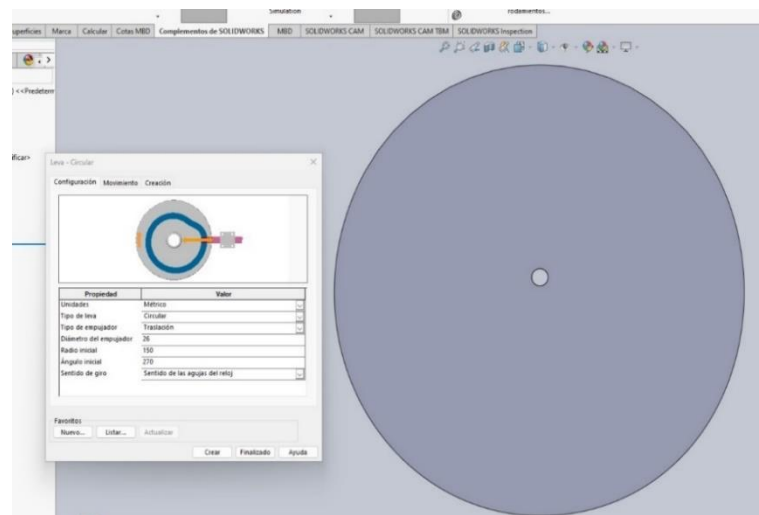 Simulation
rodamientos...
uperficies Marca Calcular Cotas MBD Complementos de SOLIDWORKS MBD SOLIDWORKS CAM SOLIDWORKS CAM TBM SOLIDWORKS Inspection
) <<Predeterm
ificar>
Leva - Circular
Configuración Movimiento Creación
Propiedad Valor
Unidades Métrico
Tipo de leva Circular
Tipo de empujador Traslación
Diámetro del empujador 26
Radio inicial 150
Ángulo inicial 270
Sentido de giro Sentido de las agujas del reloj
Favoritos
Nuevo... Listar... Actualizar
Crear Finalizado Ayuda